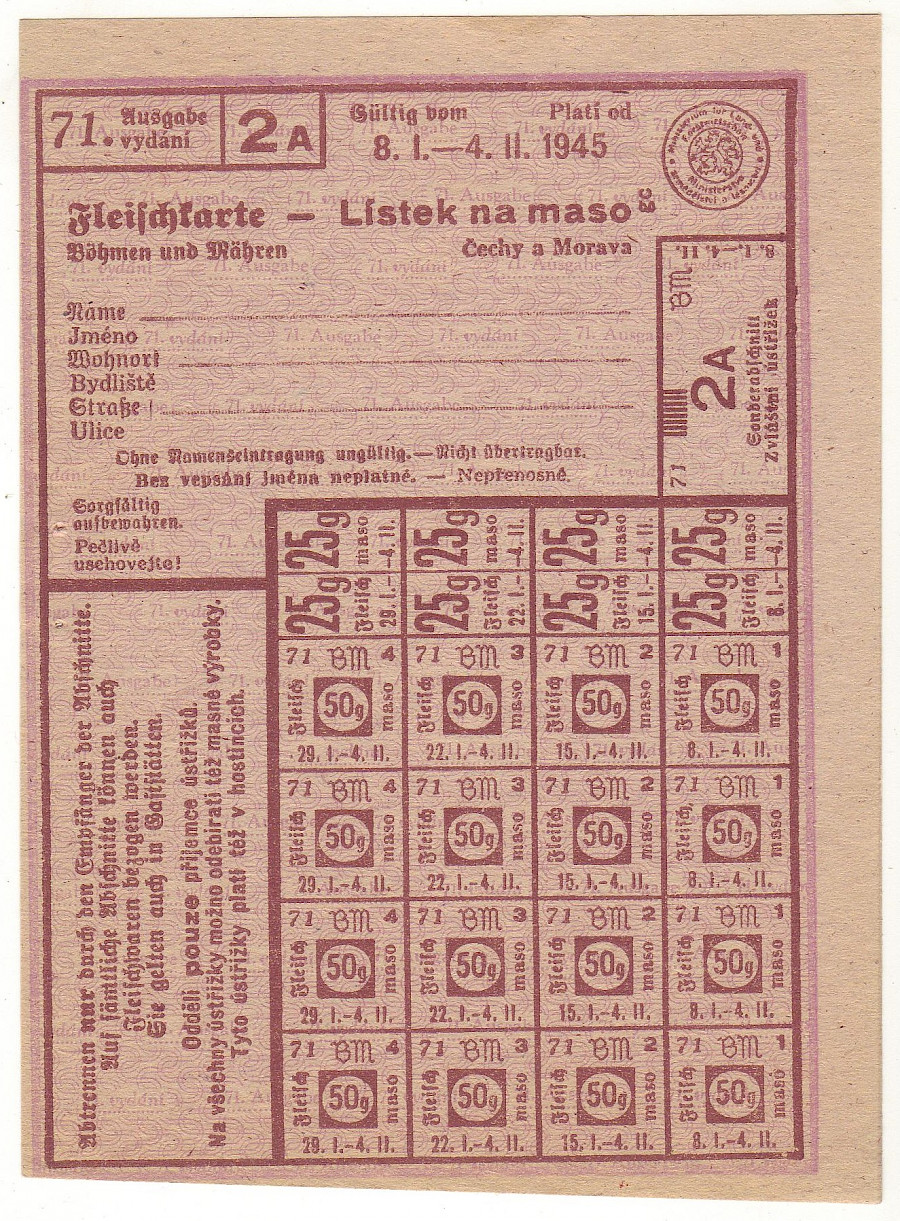 71. Ausgabe
vydání
2A
Gültig vom Platí od
8. I.—4. II. 1945
Fleischkarte — Lístek na maso
Böhmen und Mähren Čechy a Morava
Name
Jméno
Wohnort
Bydliště
Straße
Ulice
Ohne Namenseintragung ungültig.—Nicht übertragbar.
Bez vepsání jména neplatné. — Nepřenosné.
Sorgfältig
aufbewahren.
Pečlivě
uschovejte!
8. I.–4. II.
BM
71 2A
Sonderabschnitt
Zvláštní ústřižek
Abtrennen nur durch den Empfänger der Abschnitte.
Auf sämtliche Abschnitte können auch
Fleischwaren bezogen werden.
Sie gelten auch in Gaststätten.
Oddělí pouze příjemce ústřižků.
Na všechny ústřižky možno odebírati též masné výrobky.
Tyto ústřižky platí též v hostincích.
25g 25g Fleisch maso 29. I.–4. II.
25g 25g Fleisch maso 22. I.–4. II.
25g 25g Fleisch maso 15. I.–4. II.
25g 25g Fleisch maso 8. I.–4. II.
71 BM 4 71 BM 3 71 BM 2 71 BM 1
Fleisch 50g maso Fleisch 50g maso Fleisch 50g maso Fleisch 50g maso
29. I.–4. II. 22. I.–4. II. 15. I.–4. II. 8. I.–4. II.
71 BM 4 71 BM 3 71 BM 2 71 BM 1
Fleisch 50g maso Fleisch 50g maso Fleisch 50g maso Fleisch 50g maso
29. I.–4. II. 22. I.–4. II. 15. I.–4. II. 8. I.–4. II.
71 BM 4 71 BM 3 71 BM 2 71 BM 1
Fleisch 50g maso Fleisch 50g maso Fleisch 50g maso Fleisch 50g maso
29. I.–4. II. 22. I.–4. II. 15. I.–4. II. 8. I.–4. II.
71 BM 4 71 BM 3 71 BM 2 71 BM 1
Fleisch 50g maso Fleisch 50g maso Fleisch 50g maso Fleisch 50g maso
29. I.–4. II. 22. I.–4. II. 15. I.–4. II. 8. I.–4. II.